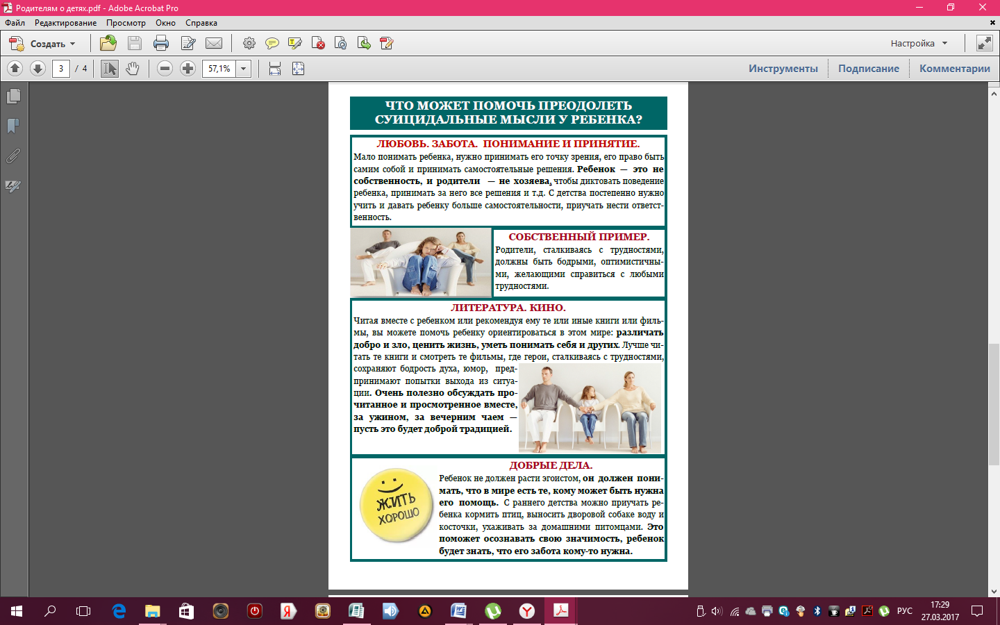 Родителям о детях.pdf - Adobe Acrobat Pro
Файл Редактирование Просмотр Окно Справка
Создать
Настройка
3 / 4
57,1%
Инструменты Подписание Комментарии
ЧТО МОЖЕТ ПОМОЧЬ ПРЕОДОЛЕТЬ
СУИЦИДАЛЬНЫЕ МЫСЛИ У РЕБЕНКА?
ЛЮБОВЬ. ЗАБОТА. ПОНИМАНИЕ И ПРИНЯТИЕ.
Мало понимать ребенка, нужно принимать его точку зрения, его право быть
самим собой и принимать самостоятельные решения. Ребенок — это не
собственность, и родители — не хозяева, чтобы диктовать поведение
ребенка, принимать за него все решения и т.д. С детства постепенно нужно
учить и давать ребенку больше самостоятельности, приучать нести ответст-
венность.
СОБСТВЕННЫЙ ПРИМЕР.
Родители, сталкиваясь с трудностями,
должны быть бодрыми, оптимистичны-
ми, желающими справиться с любыми
трудностями.
ЛИТЕРАТУРА. КИНО.
Читая вместе с ребенком или рекомендуя ему те или иные книги или филь-
мы, вы можете помочь ребенку ориентироваться в этом мире: различать
добро и зло, ценить жизнь, уметь понимать себя и других. Лучше чи-
тать те книги и смотреть те фильмы, где герои, сталкиваясь с трудностями,
сохраняют бодрость духа, юмор, пред-
принимают попытки выхода из ситуа-
ции. Очень полезно обсуждать про-
читанное и просмотренное вместе,
за ужином, за вечерним чаем —
пусть это будет доброй традицией.
ДОБРЫЕ ДЕЛА.
ЖИТЬ
ХОРОШО
Ребенок не должен расти эгоистом, он должен пони-
мать, что в мире есть те, кому может быть нужна
его помощь. С раннего детства можно приучать ре-
бенка кормить птиц, выносить дворовой собаке воду и
косточки, ухаживать за домашними питомцами. Это
поможет осознавать свою значимость, ребенок
будет знать, что его забота кому-то нужна.
РУС
17:29
27.03.2017